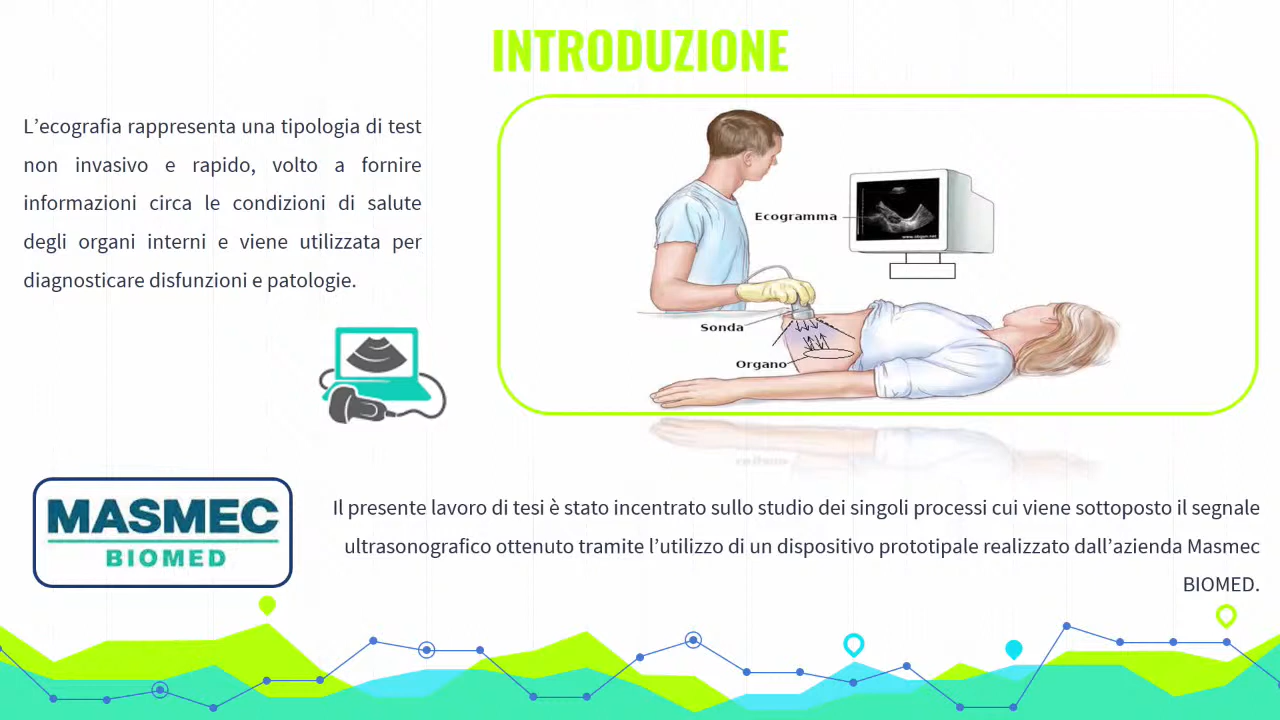 INTRODUZIONE
L’ecografia rappresenta una tipologia di test
non invasivo e rapido, volto a fornire
informazioni circa le condizioni di salute
degli organi interni e viene utilizzata per
diagnosticare disfunzioni e patologie.
Ecogramma
Sonda
Organo
MASMEC
BIOMED
Il presente lavoro di tesi è stato incentrato sullo studio dei singoli processi cui viene sottoposto il segnale
ultrasonografico ottenuto tramite l’utilizzo di un dispositivo prototipale realizzato dall’azienda Masmec
BIOMED.